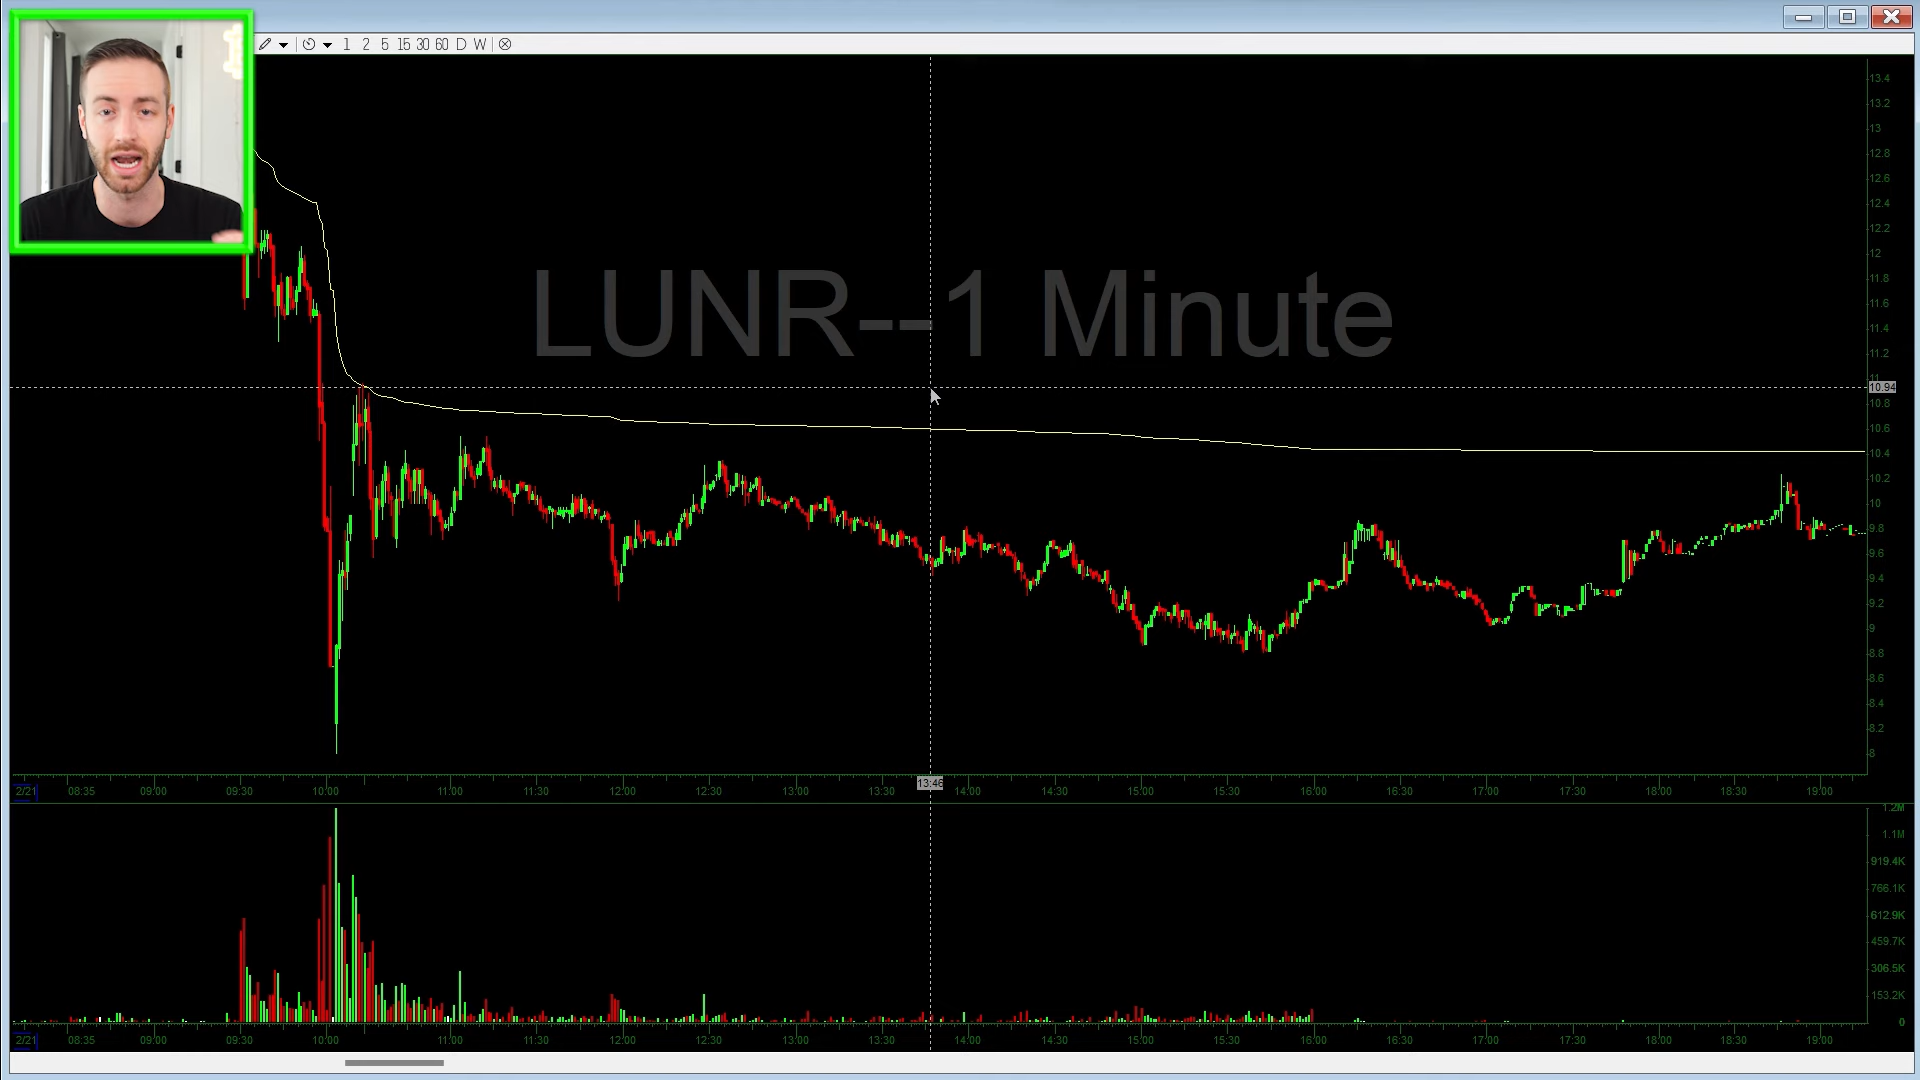 1 2 5 15 30 60 D W
LUNR--1 Minute
13.4
13.2
13
12.8
12.6
12.4
12.2
12
11.8
11.6
11.4
11.2
11
10.94
10.8
10.6
10.4
10.2
10
9.8
9.6
9.4
9.2
9
8.8
8.6
8.4
8.2
8
13:46
2/21 08:35 09:00 09:30 10:00 11:00 11:30 12:00 12:30 13:00 13:30 14:00 14:30 15:00 15:30 16:00 16:30 17:00 17:30 18:00 18:30 19:00
1.2M
1.1M
919.4K
766.1K
612.9K
459.7K
306.5K
153.2K
0
2/21 08:35 09:00 09:30 10:00 11:00 11:30 12:00 12:30 13:00 13:30 14:00 14:30 15:00 15:30 16:00 16:30 17:00 17:30 18:00 18:30 19:00